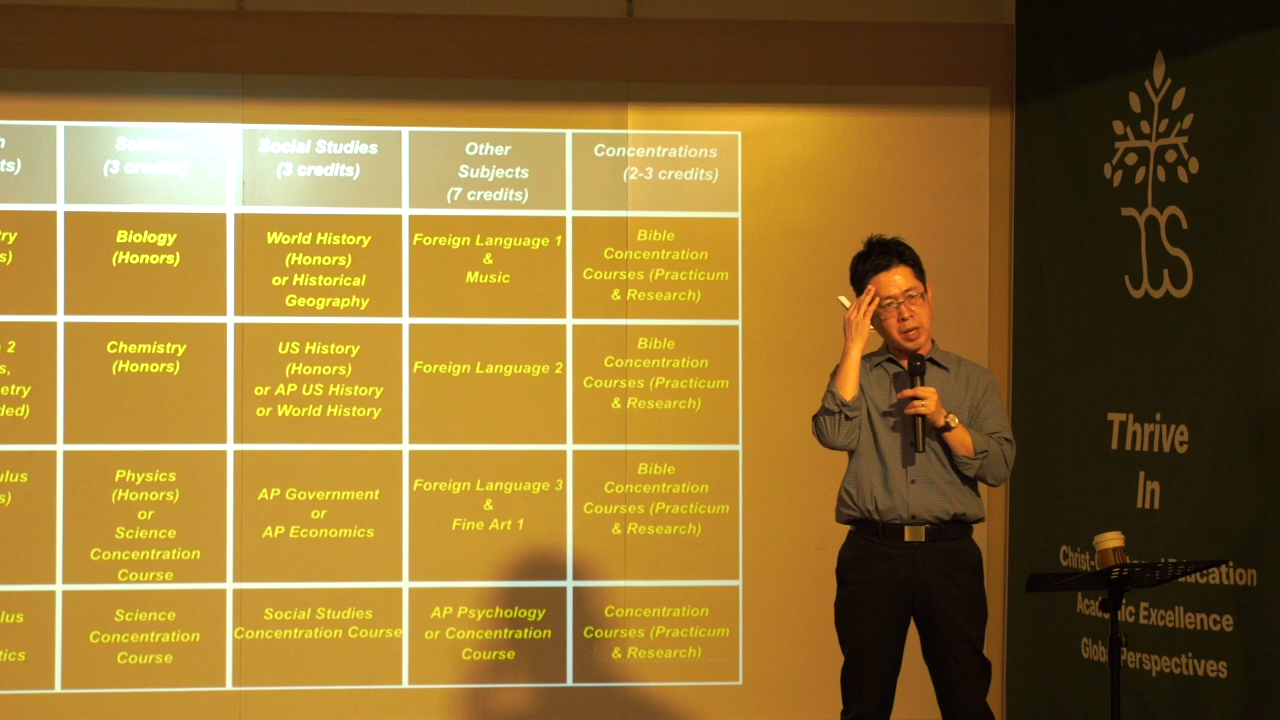 Science
(3 credits)
Social Studies
(3 credits)
Other
Subjects
(7 credits)
Concentrations
(2-3 credits)
Biology
(Honors)
World History
(Honors)
or Historical
Geography
Foreign Language 1
&
Music
Bible
Concentration
Courses (Practicum
& Research)
2
Chemistry
(Honors)
US History
(Honors)
or AP US History
or World History
Foreign Language 2
Bible
Concentration
Courses (Practicum
& Research)
Physics
(Honors)
or
Science
Concentration
Course
AP Government
or
AP Economics
Foreign Language 3
&
Fine Art 1
Bible
Concentration
Courses (Practicum
& Research)
Science
Concentration
Course
Social Studies
Concentration Course
AP Psychology
or Concentration
Course
Concentration
Courses (Practicum
& Research)
Thrive
In
Academic Excellence
Global Perspectives